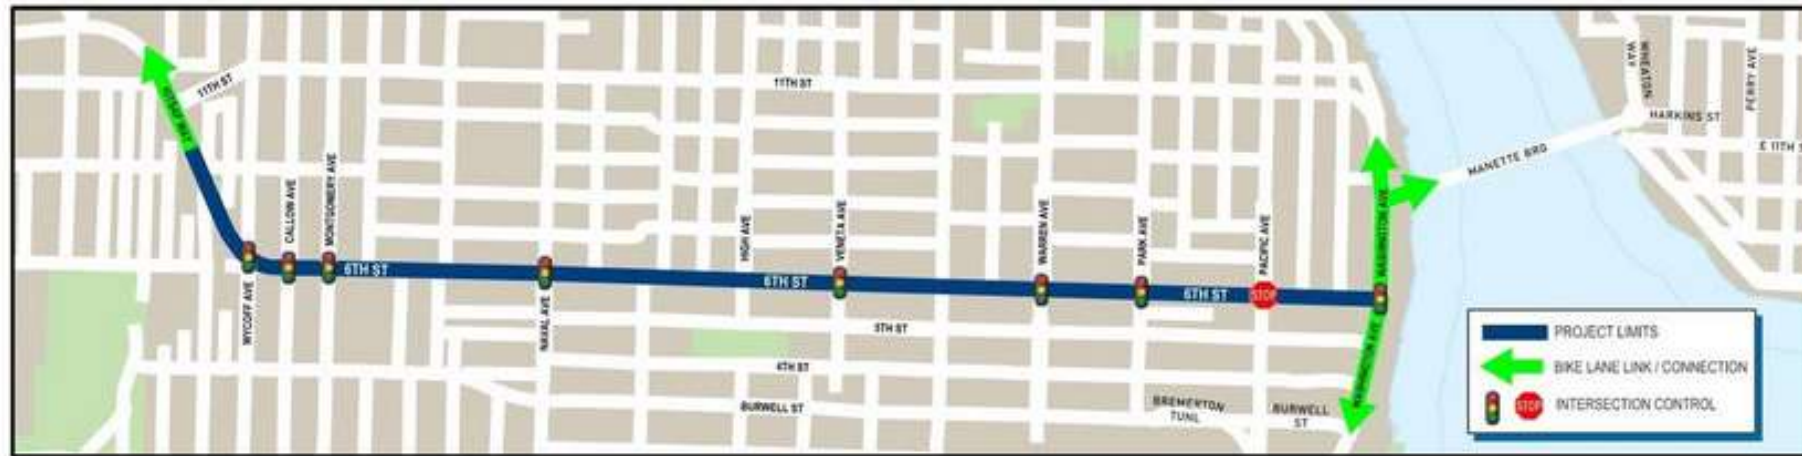 KITSAP WAY
11TH ST
11TH ST
WHEATON WAY
PERRY AVE
HARKINS ST
E 11TH S
MANETTE BRG
CALLOW AVE
MONTGOMERY AVE
HIGH AVE
VENETA AVE
WARREN AVE
PARK AVE
PACIFIC AVE
WASHINGTON AVE
6TH ST
6TH ST
6TH ST
STOP
WYCOFF AVE
NAVAL AVE
5TH ST
4TH ST
BURWELL ST
BREMERTON TUNL
BURWELL ST
WASHINGTON AVE
PROJECT LIMITS
BIKE LANE LINK / CONNECTION
STOP INTERSECTION CONTROL